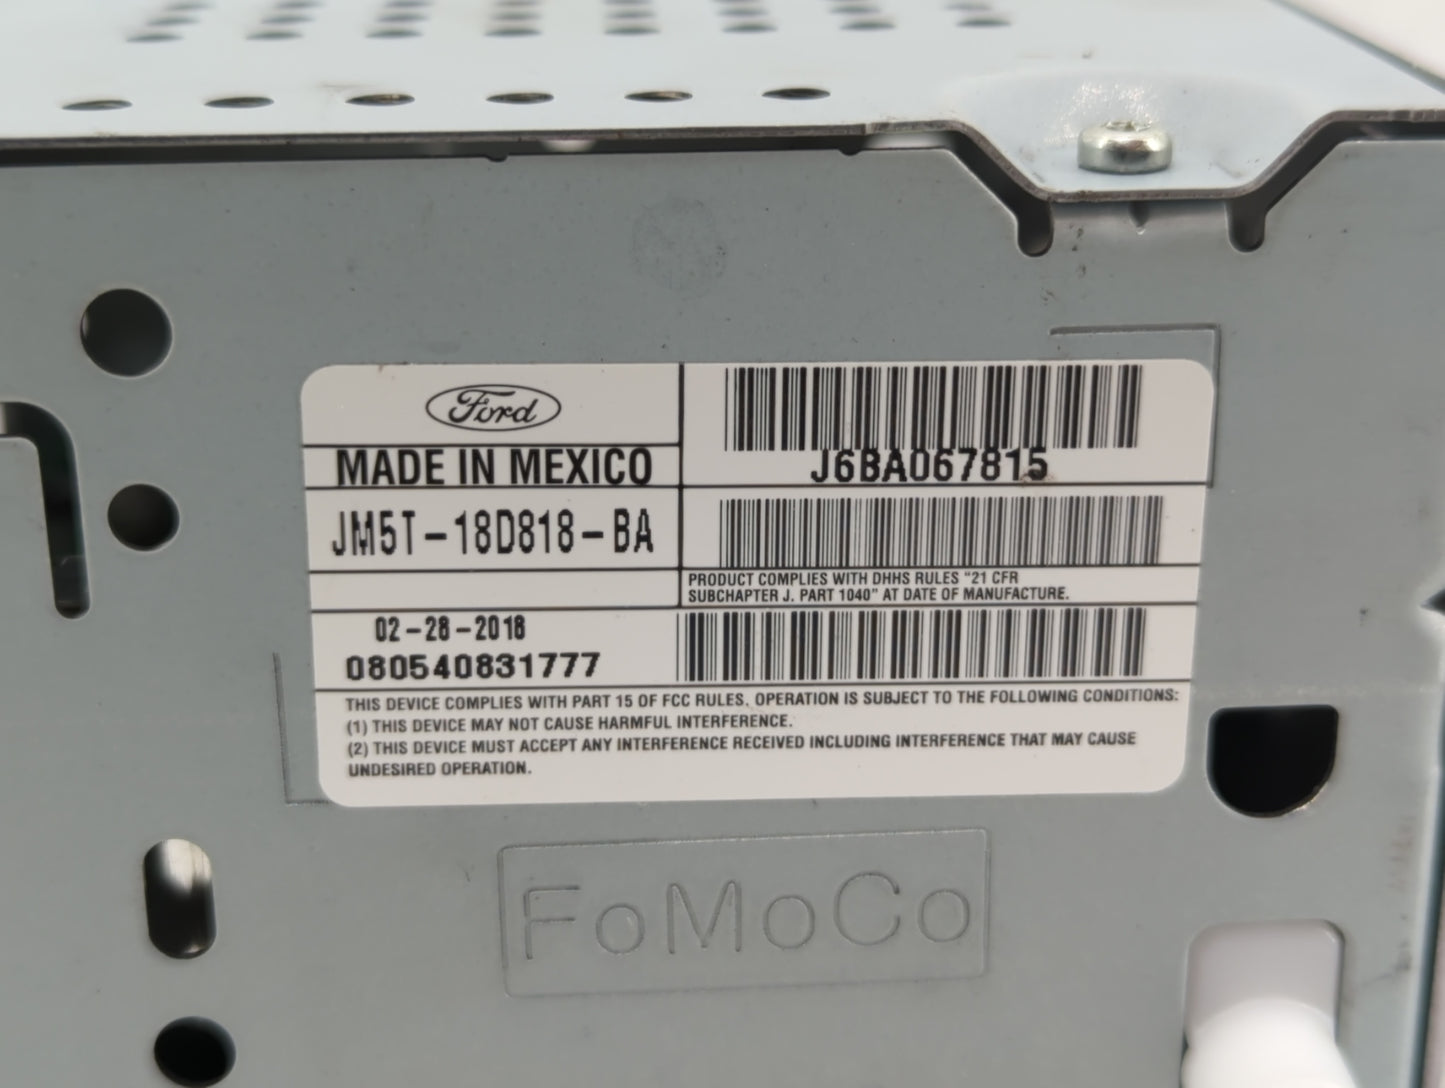 Ford
MADE IN MEXICO
J6BA067815
JM5T-18D818-BA
PRODUCT COMPLIES WITH DHHS RULES "21 CFR
SUBCHAPTER J. PART 1040" AT DATE OF MANUFACTURE.
02-28-2018
080540831777
THIS DEVICE COMPLIES WITH PART 15 OF FCC RULES. OPERATION IS SUBJECT TO THE FOLLOWING CONDITIONS:
(1) THIS DEVICE MAY NOT CAUSE HARMFUL INTERFERENCE.
(2) THIS DEVICE MUST ACCEPT ANY INTERFERENCE RECEIVED INCLUDING INTERFERENCE THAT MAY CAUSE
UNDESIRED OPERATION.
FoMoCo